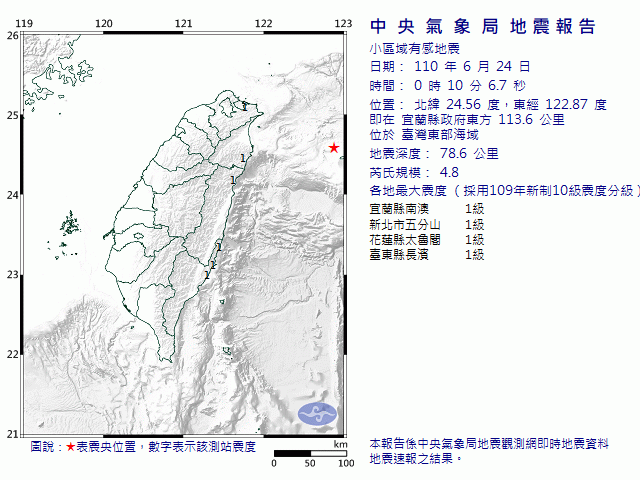 中央氣象局地震報告
小區域有感地震
日期： 110 年 6 月 24 日
時間： 0 時 10 分 6.7 秒
位置： 北緯 24.56 度，東經 122.87 度
即在 宜蘭縣政府東方 113.6 公里
位於 臺灣東部海域
地震深度： 78.6 公里
芮氏規模： 4.8
各地最大震度 （採用109年新制10級震度分級）
宜蘭縣南澳 1級
新北市五分山 1級
花蓮縣太魯閣 1級
臺東縣長濱 1級
本報告係中央氣象局地震觀測網即時地震資料
地震速報之結果。
119 120 121 122 123
26
25
24
23
22
21
1
1
1
1
1
1
圖說：★表震央位置，數字表示該測站震度
km
0 50 100